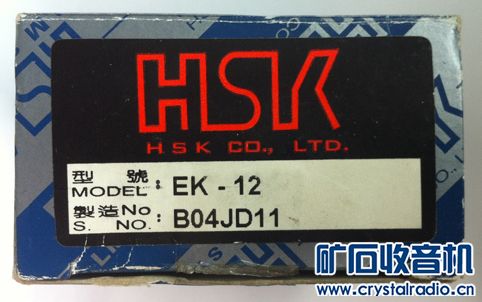 HSK
HSK CO., LTD.
型 號
MODEL : EK - 12
製造No
S. NO. : B04JD11
矿石收音机
www.crystalradio.cn